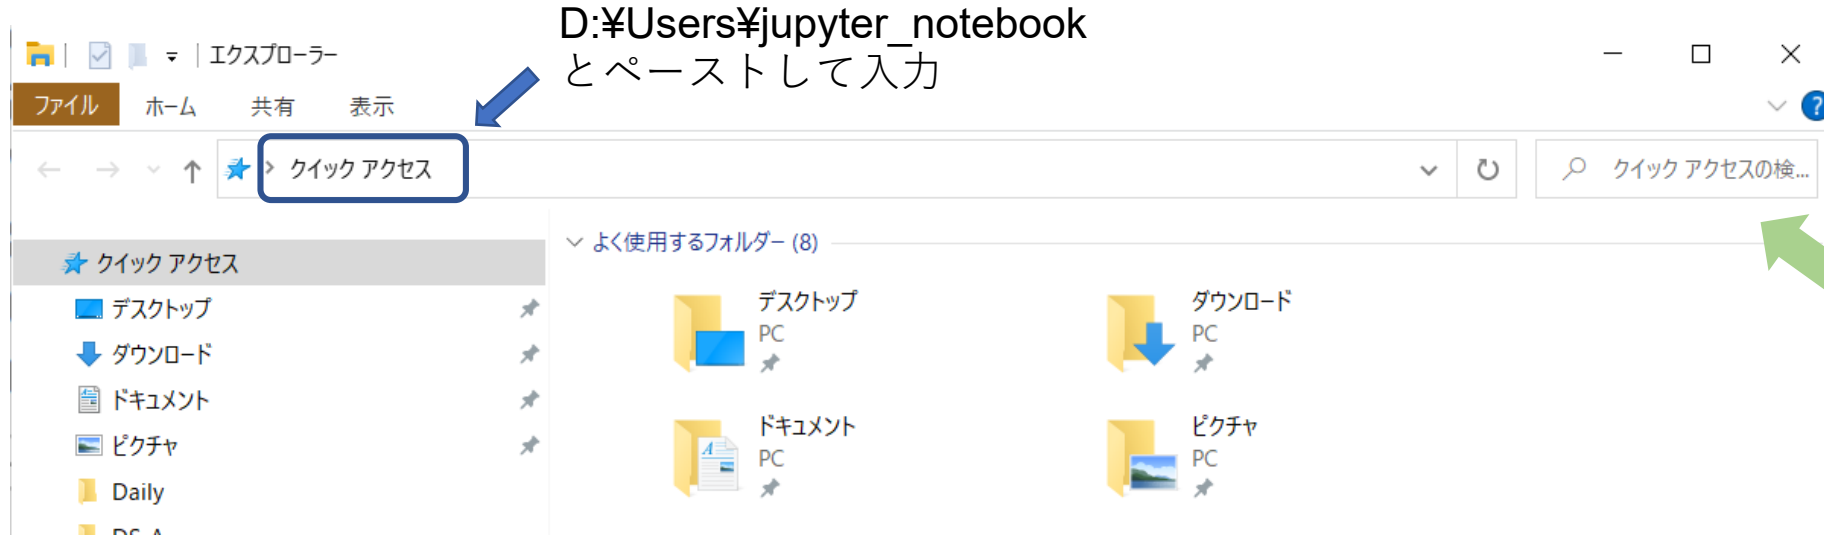 D:¥Users¥jupyter_notebook
とペーストして入力
エクスプローラー
ファイル ホーム 共有 表示
?
クイック アクセス
クイック アクセスの検...
クイック アクセス
デスクトップ
ダウンロード
ドキュメント
ピクチャ
Daily
よく使用するフォルダー (8)
デスクトップ
PC
ダウンロード
PC
ドキュメント
PC
ピクチャ
PC